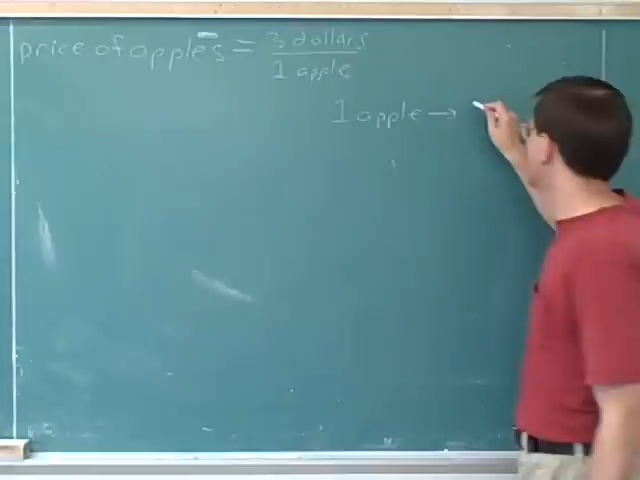 price of apples = 3 dollars
1 apple
1 apple →